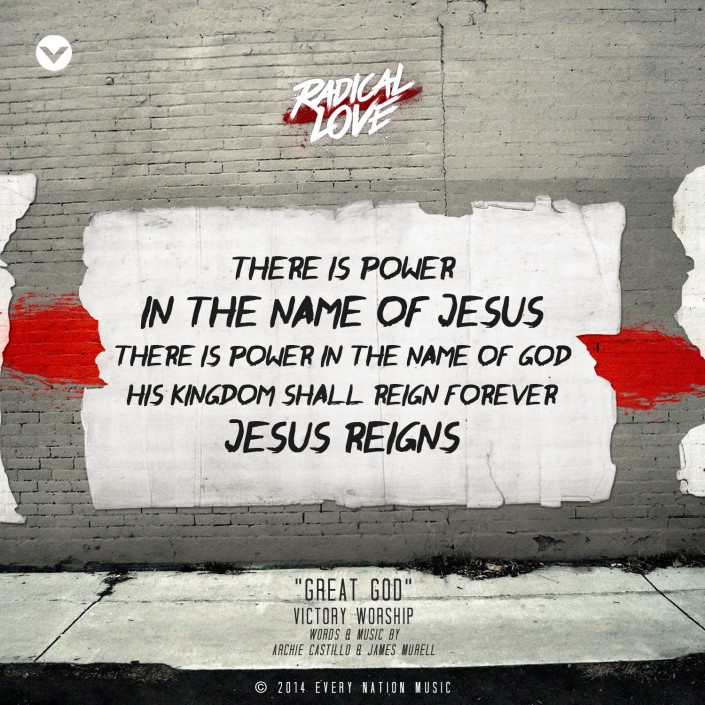 RADICAL
LOVE
THERE IS POWER
IN THE NAME OF JESUS
THERE IS POWER IN THE NAME OF GOD
HIS KINGDOM SHALL REIGN FOREVER
JESUS REIGNS
"GREAT GOD"
VICTORY WORSHIP
WORDS & MUSIC BY
ARCHIE CASTILLO & JAMES MURELL
© 2014 EVERY NATION MUSIC